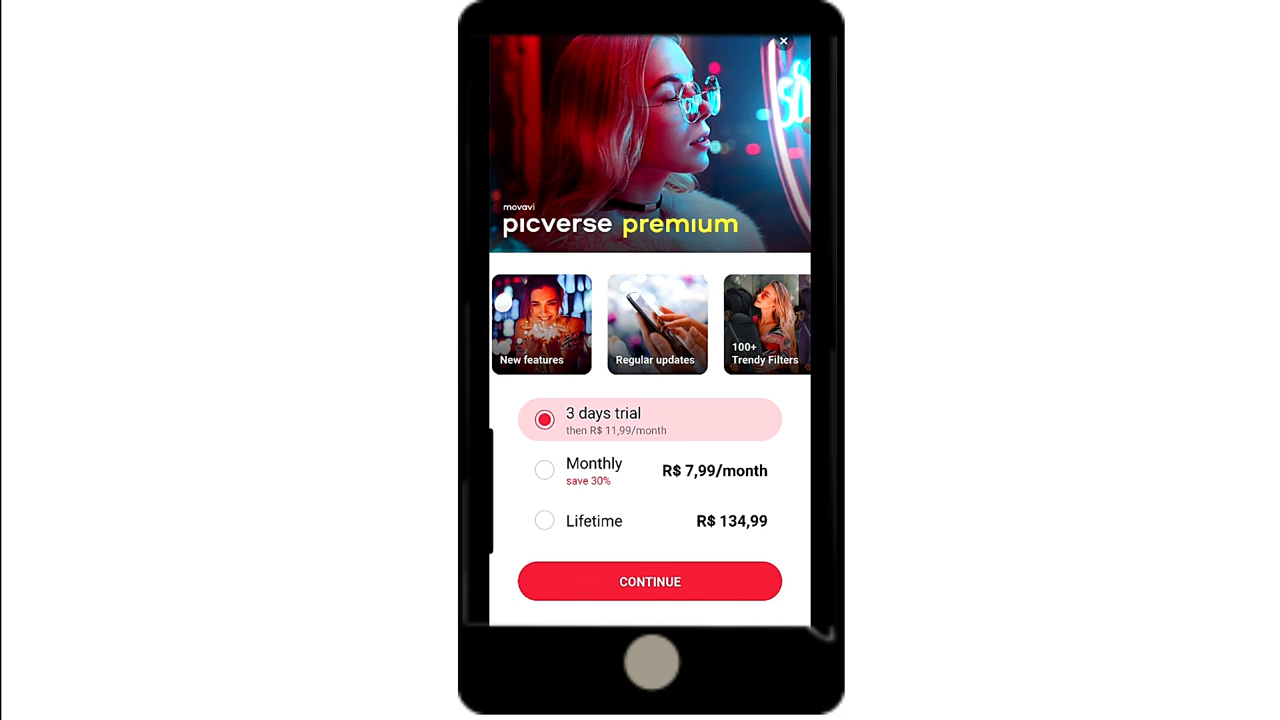 movavi
picverse premium
New features
Regular updates
100+
Trendy Filters
3 days trial
then R$ 11,99/month
Monthly
save 30%
R$ 7,99/month
Lifetime
R$ 134,99
CONTINUE